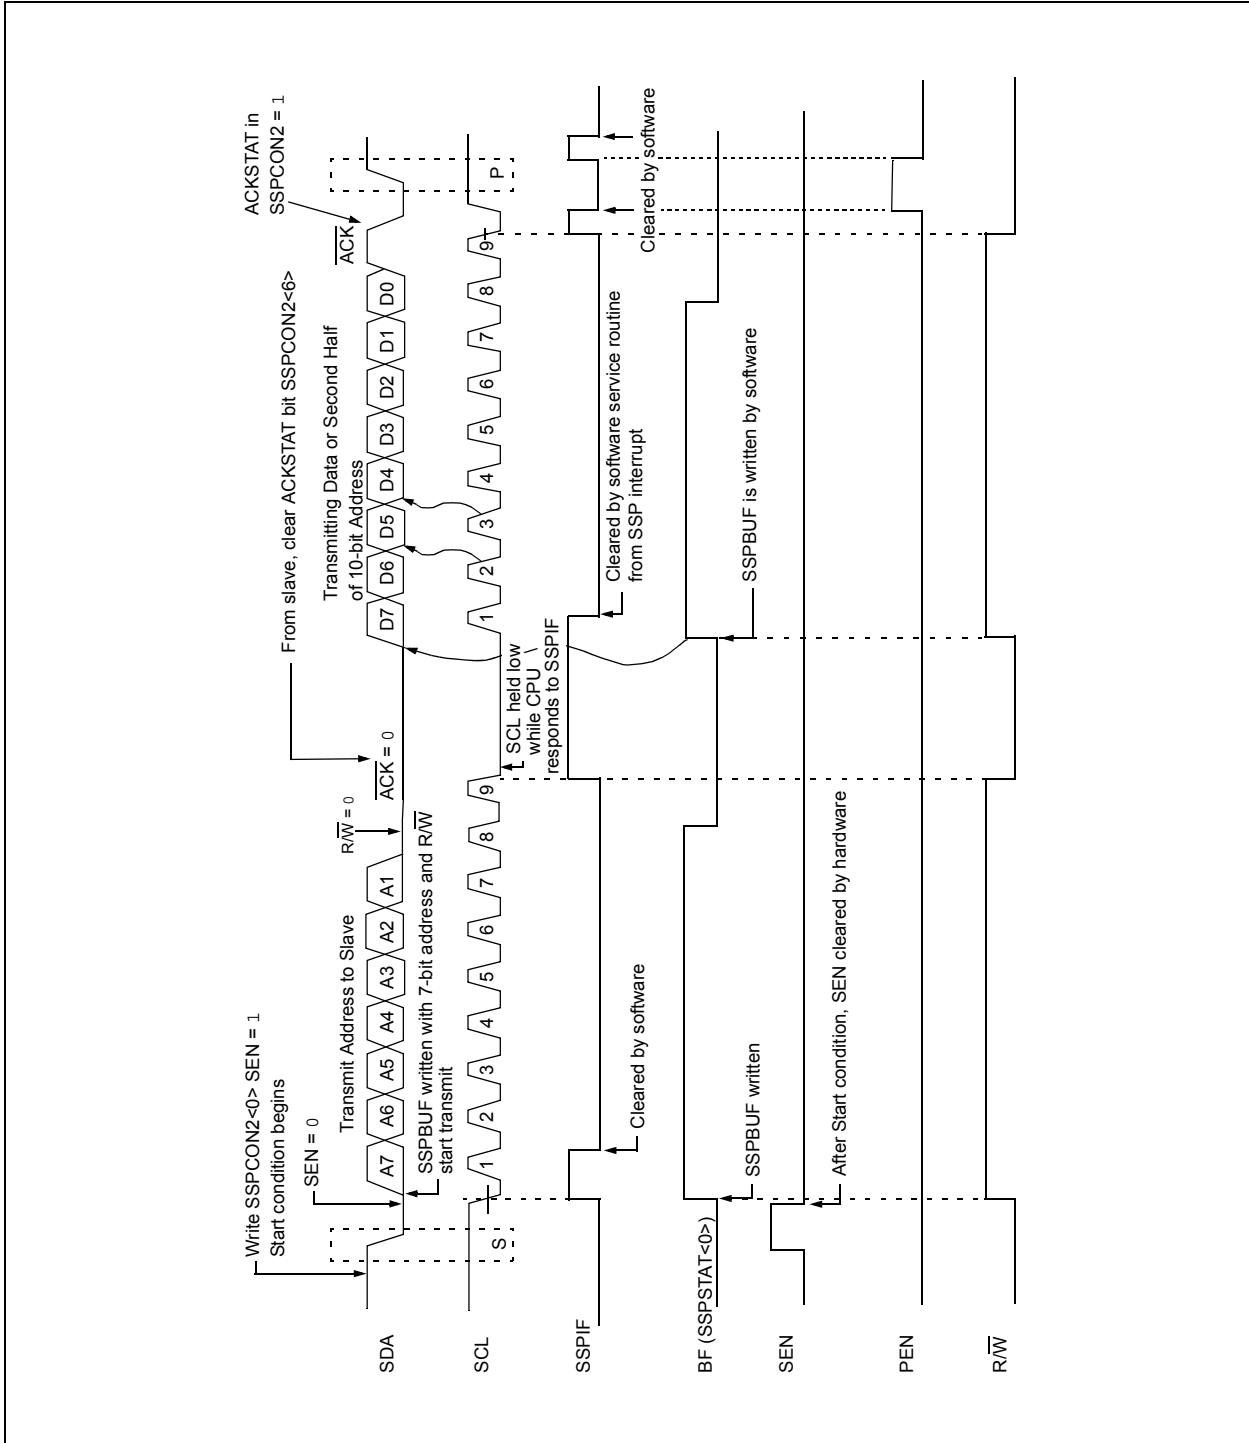 Write SSPCON2<0> SEN = 1
Start condition begins
SEN = 0
Transmit Address to Slave
R/W = 0
ACK = 0
From slave, clear ACKSTAT bit SSPCON2<6>
Transmitting Data or Second Half
of 10-bit Address
ACK
ACKSTAT in
SSPCON2 = 1
SDA
A7 A6 A5 A4 A3 A2 A1
D7 D6 D5 D4 D3 D2 D1 D0
SSPBUF written with 7-bit address and R/W
start transmit
SCL
S
1 2 3 4 5 6 7 8 9
1 2 3 4 5 6 7 8 9
P
SCL held low
while CPU
responds to SSPIF
SSPIF
Cleared by software
Cleared by software service routine
from SSP interrupt
Cleared by software
BF (SSPSTAT<0>)
SSPBUF written
SSPBUF is written by software
SEN
After Start condition, SEN cleared by hardware
PEN
R/W